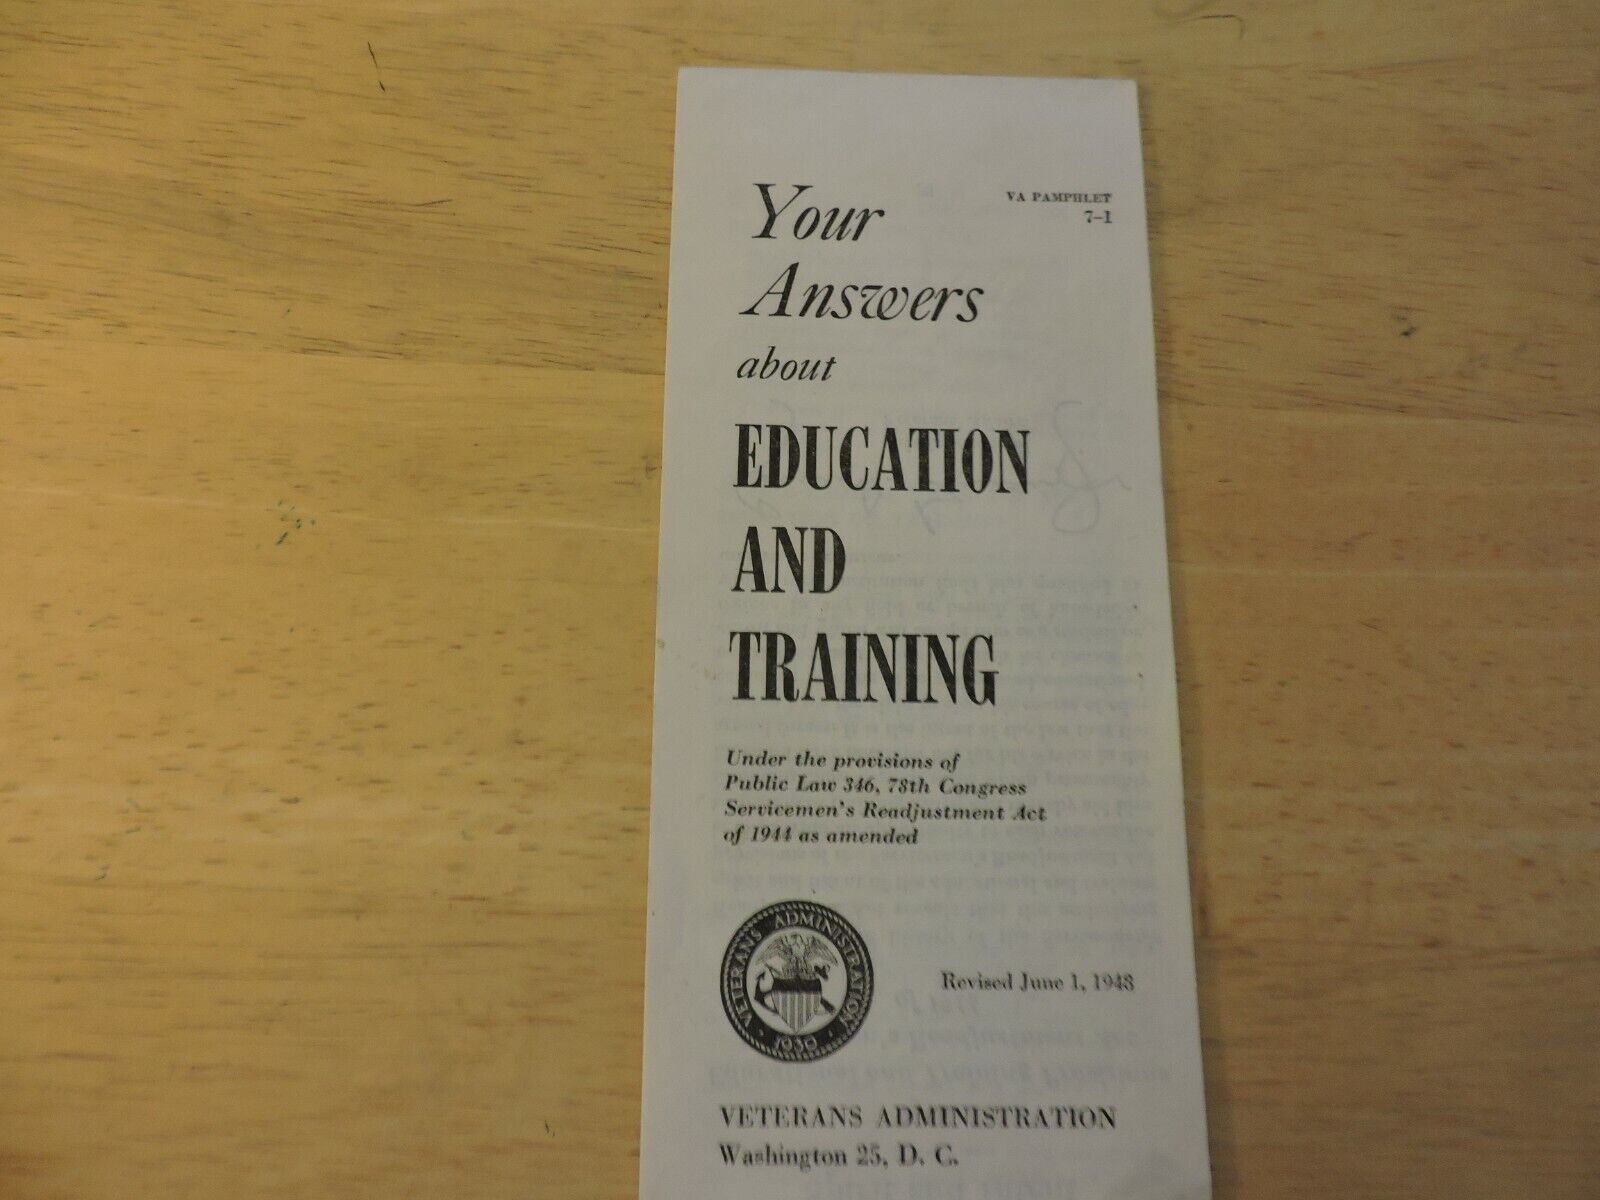 VA PAMPHLET
7-1
Your
Answers
about
EDUCATION
AND
TRAINING
Under the provisions of
Public Law 346, 78th Congress
Servicemen's Readjustment Act
of 1944 as amended
VETERANS ADMINISTRATION
1930
Revised June 1, 1948
VETERANS ADMINISTRATION
Washington 25, D. C.